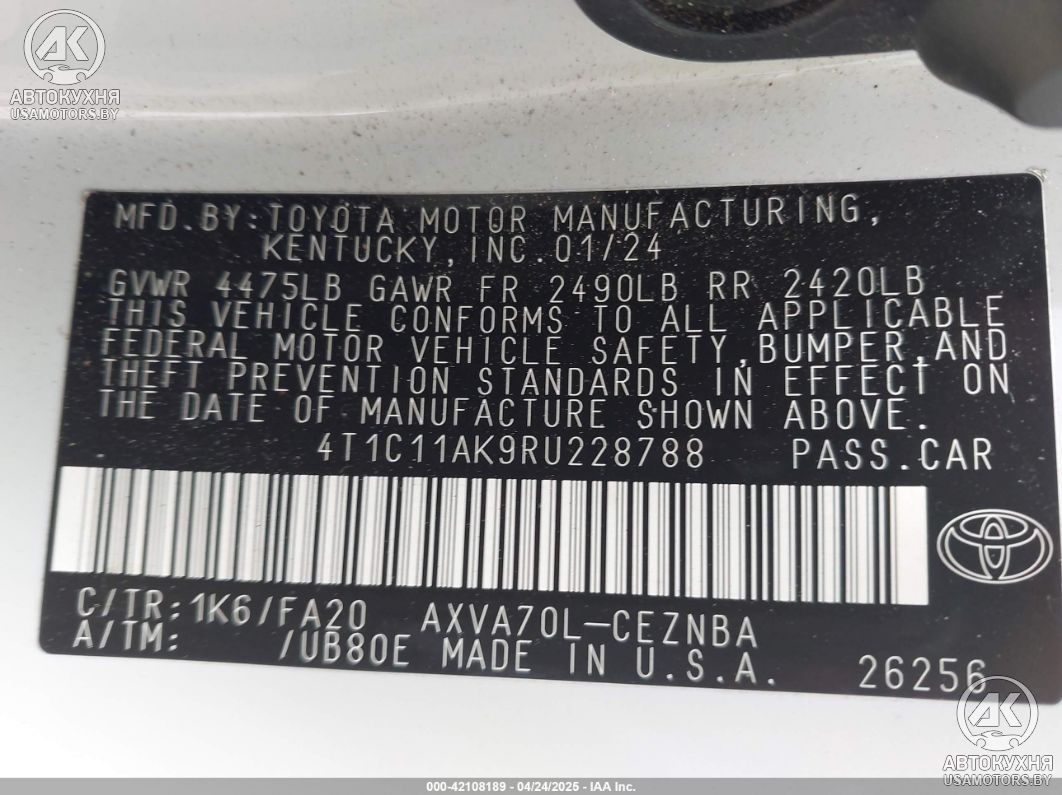 AK
АВТОКУХНЯ
USAMOTORS.BY
MFD.BY:TOYOTA MOTOR MANUFACTURING,
KENTUCKY,INC.01/24
GVWR 4475LB GAWR FR 2490LB RR 2420LB
THIS VEHICLE CONFORMS TO ALL APPLICABLE
FEDERAL MOTOR VEHICLE SAFETY,BUMPER,AND
THEFT PREVENTION STANDARDS IN EFFECT ON
THE DATE OF MANUFACTURE SHOWN ABOVE.
4T1C11AK9RU228788 PASS.CAR
C/TR:1K6/FA20 AXVA70L-CEZNBA
A/TM: /UB80E MADE IN U.S.A. 26256
AK
АВТОКУХНЯ
USAMOTORS.BY
000-42108189 - 04/24/2025 - IAA Inc.